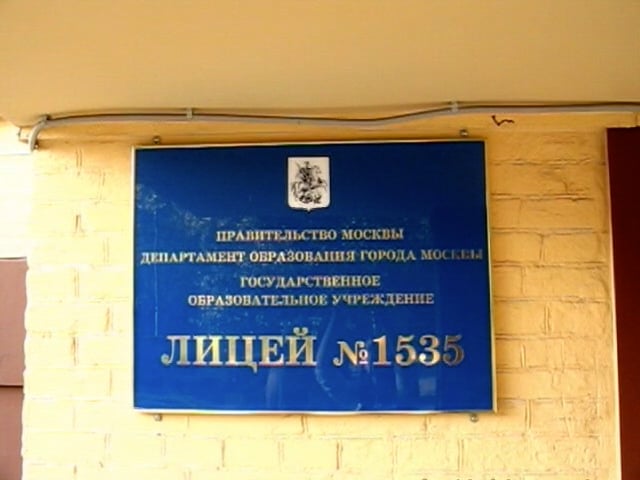 ПРАВИТЕЛЬСТВО МОСКВЫ
ДЕПАРТАМЕНТ ОБРАЗОВАНИЯ ГОРОДА МОСКВЫ
ГОСУДАРСТВЕННОЕ
ОБРАЗОВАТЕЛЬНОЕ УЧРЕЖДЕНИЕ
ЛИЦЕЙ №1535